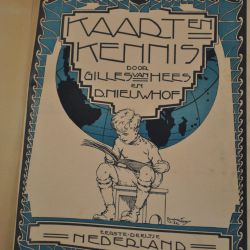 KAART en
KENNIS
DOOR
GILLES van HEES
EN
D. NIEUWHOF
EERSTE DEELTJE
NEDERLAND